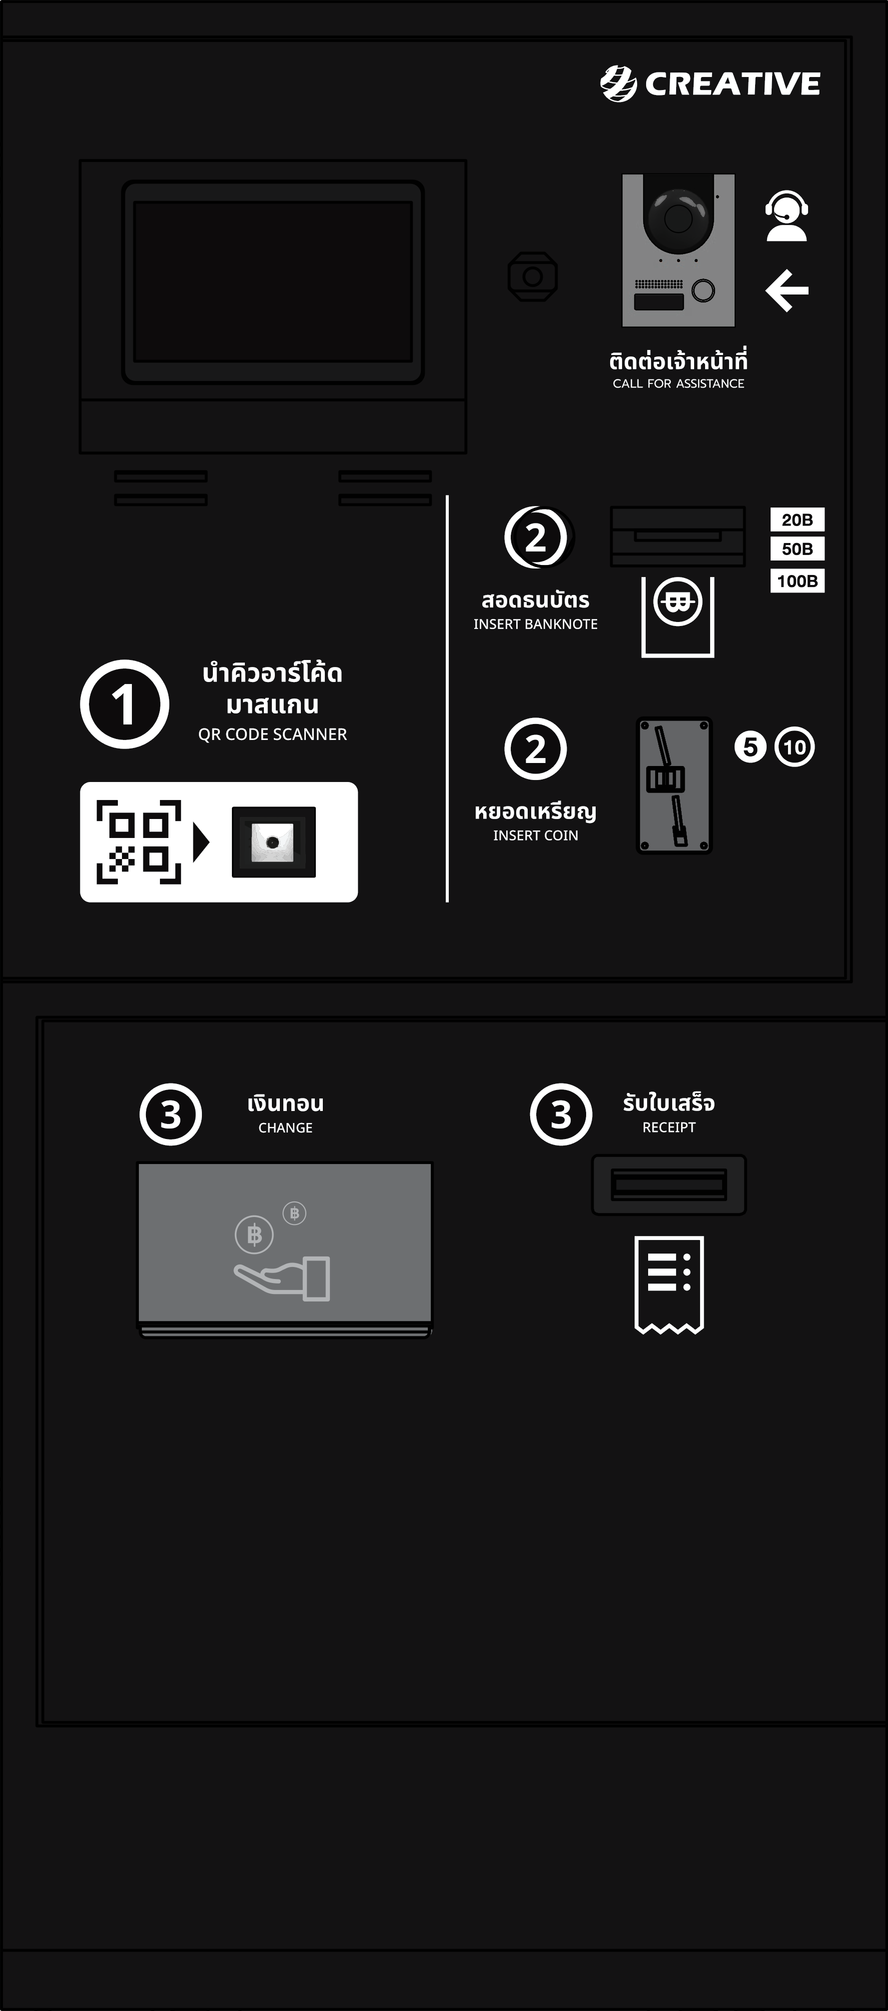 CREATIVE
ติดต่อเจ้าหน้าที่
CALL FOR ASSISTANCE
2
สอดธนบัตร
INSERT BANKNOTE
20B
50B
100B
1
นำคิวอาร์โค้ด
มาสแกน
QR CODE SCANNER
2
หยอดเหรียญ
INSERT COIN
5 10
3
เงินทอน
CHANGE
3
รับใบเสร็จ
RECEIPT